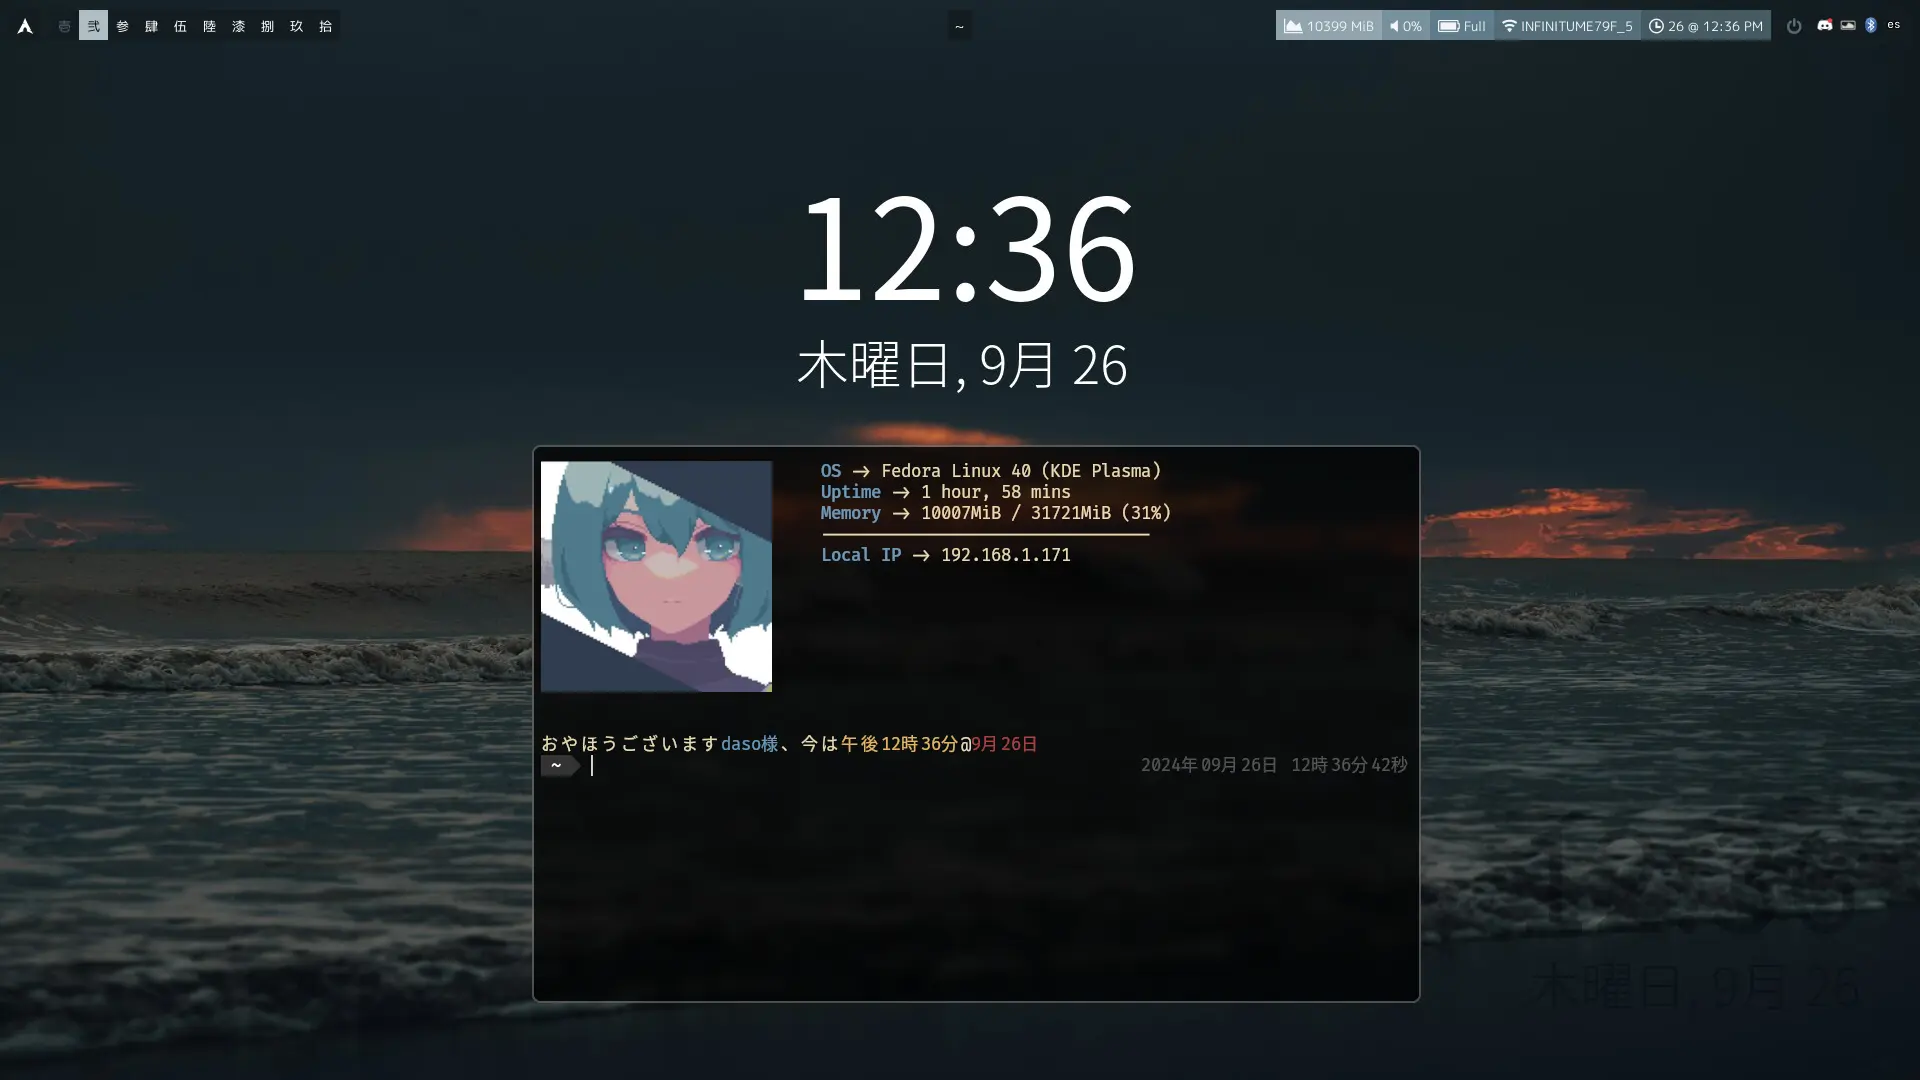 壱 弐 参 肆 伍 陸 漆 捌 玖 拾
~
10399 MiB 0% Full INFINITUME79F_5 26 @ 12:36 PM es
12:36
木曜日, 9月 26
OS → Fedora Linux 40 (KDE Plasma)
Uptime → 1 hour, 58 mins
Memory → 10007MiB / 31721MiB (31%)
Local IP → 192.168.1.171
おやほうございますdaso様、今は午後12時36分@9月26日
~ 2024年09月26日 12時36分42秒
木曜日, 9月 26